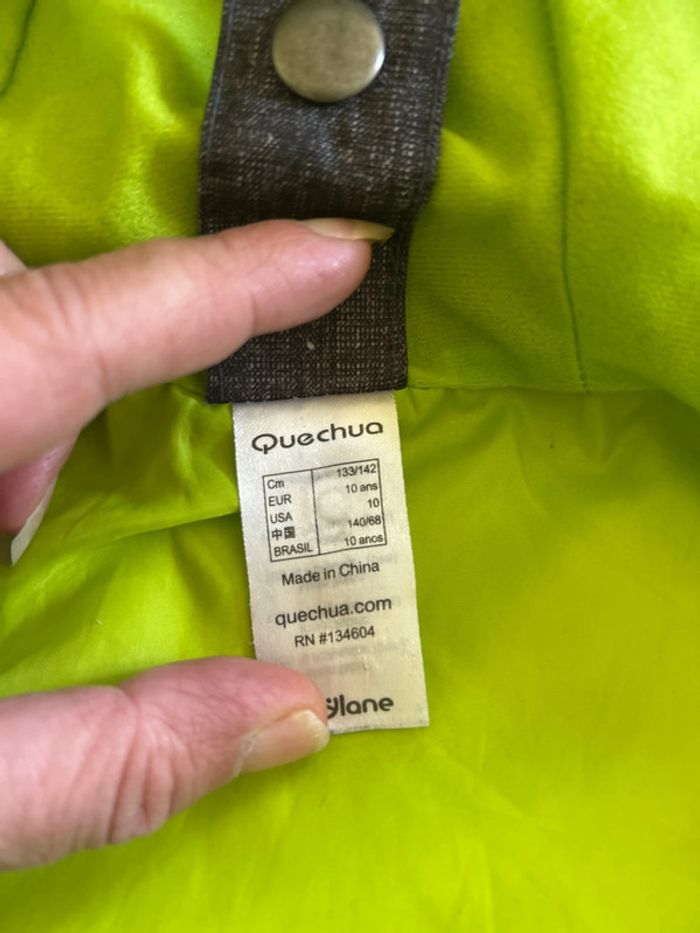 Quechua
Cm 133/142
EUR 10 ans
USA 10
中国 140/68
BRASIL 10 anos
Made in China
quechua.com
RN #134604